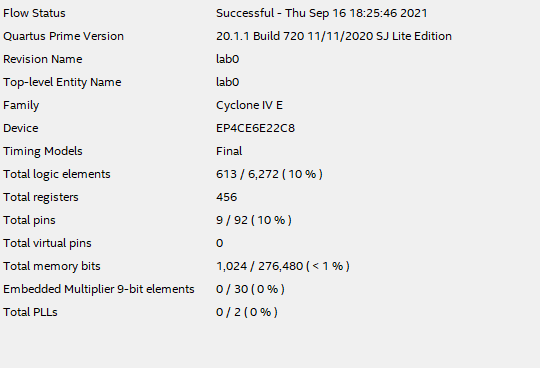 Flow Status Successful - Thu Sep 16 18:25:46 2021
Quartus Prime Version 20.1.1 Build 720 11/11/2020 SJ Lite Edition
Revision Name lab0
Top-level Entity Name lab0
Family Cyclone IV E
Device EP4CE6E22C8
Timing Models Final
Total logic elements 613 / 6,272 ( 10 % )
Total registers 456
Total pins 9 / 92 ( 10 % )
Total virtual pins 0
Total memory bits 1,024 / 276,480 ( < 1 % )
Embedded Multiplier 9-bit elements 0 / 30 ( 0 % )
Total PLLs 0 / 2 ( 0 % )